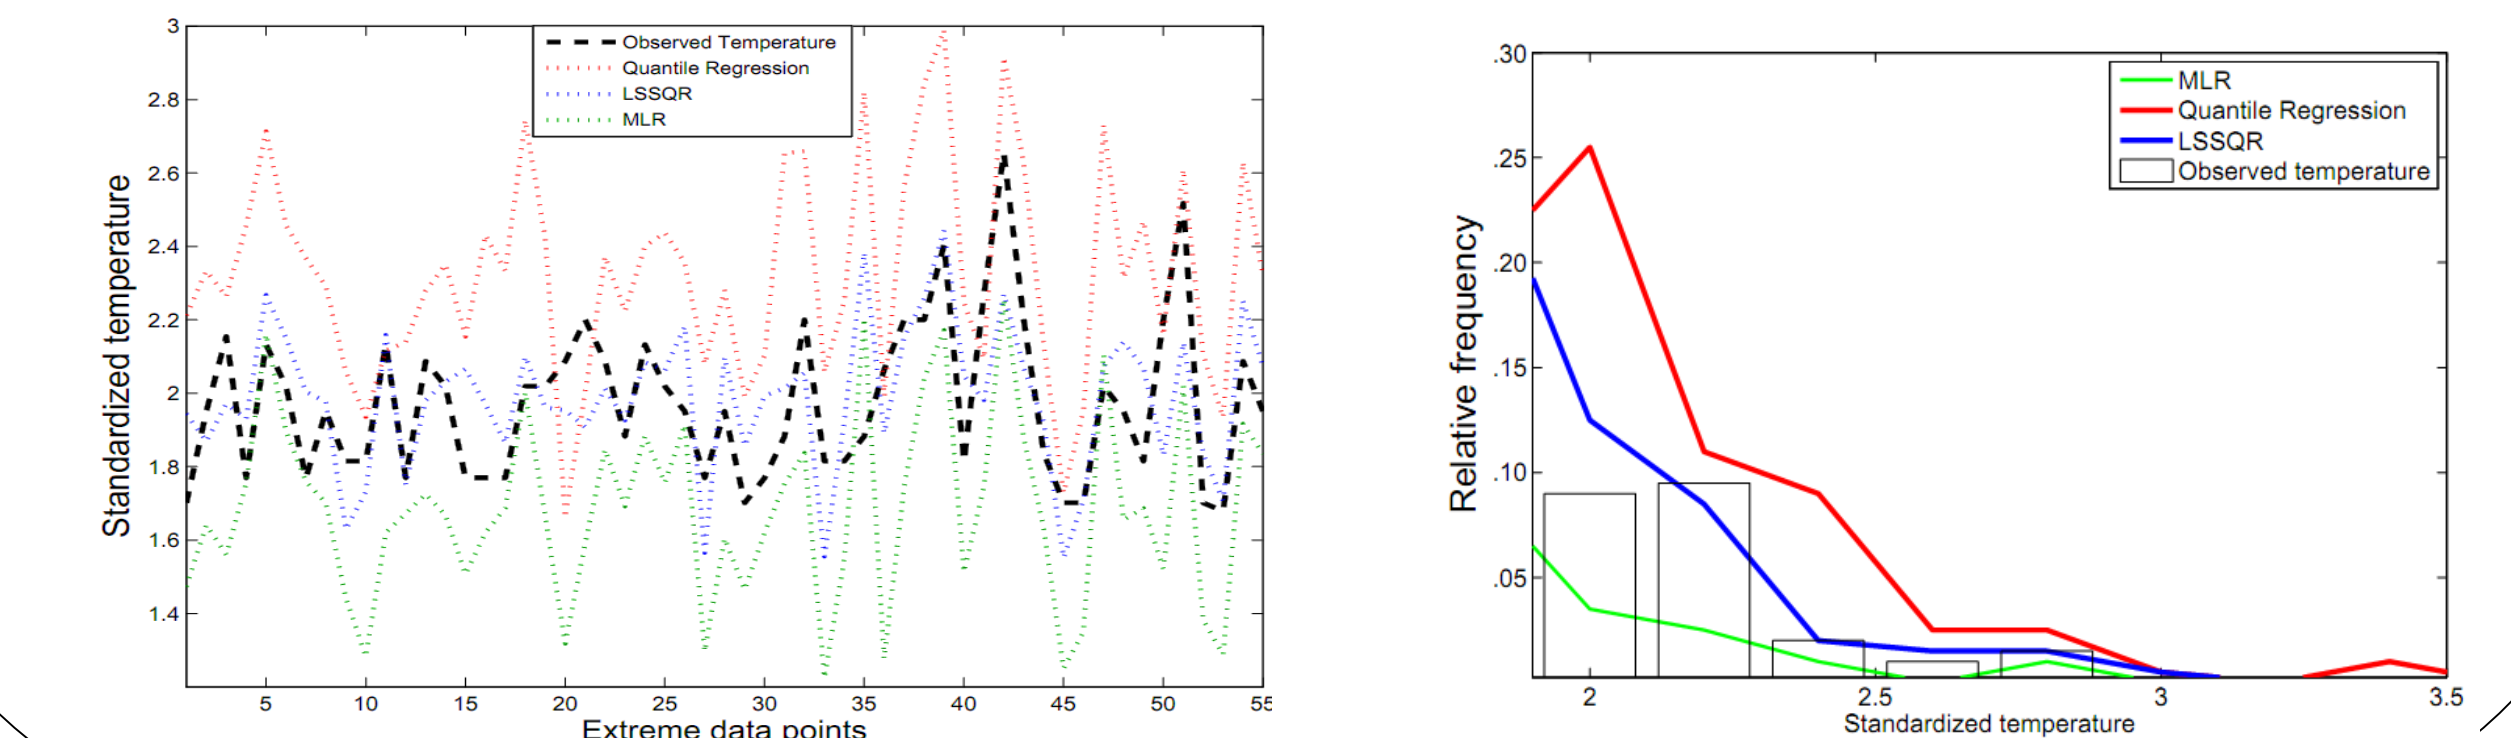 3
2.8
2.6
2.4
2.2
2
1.8
1.6
1.4
Standardized temperature
Observed Temperature
Quantile Regression
LSSQR
MLR
5 10 15 20 25 30 35 40 45 50 55
Extreme data points
.30
.25
.20
.15
.10
.05
Relative frequency
MLR
Quantile Regression
LSSQR
Observed temperature
2 2.5 3 3.5
Standardized temperature